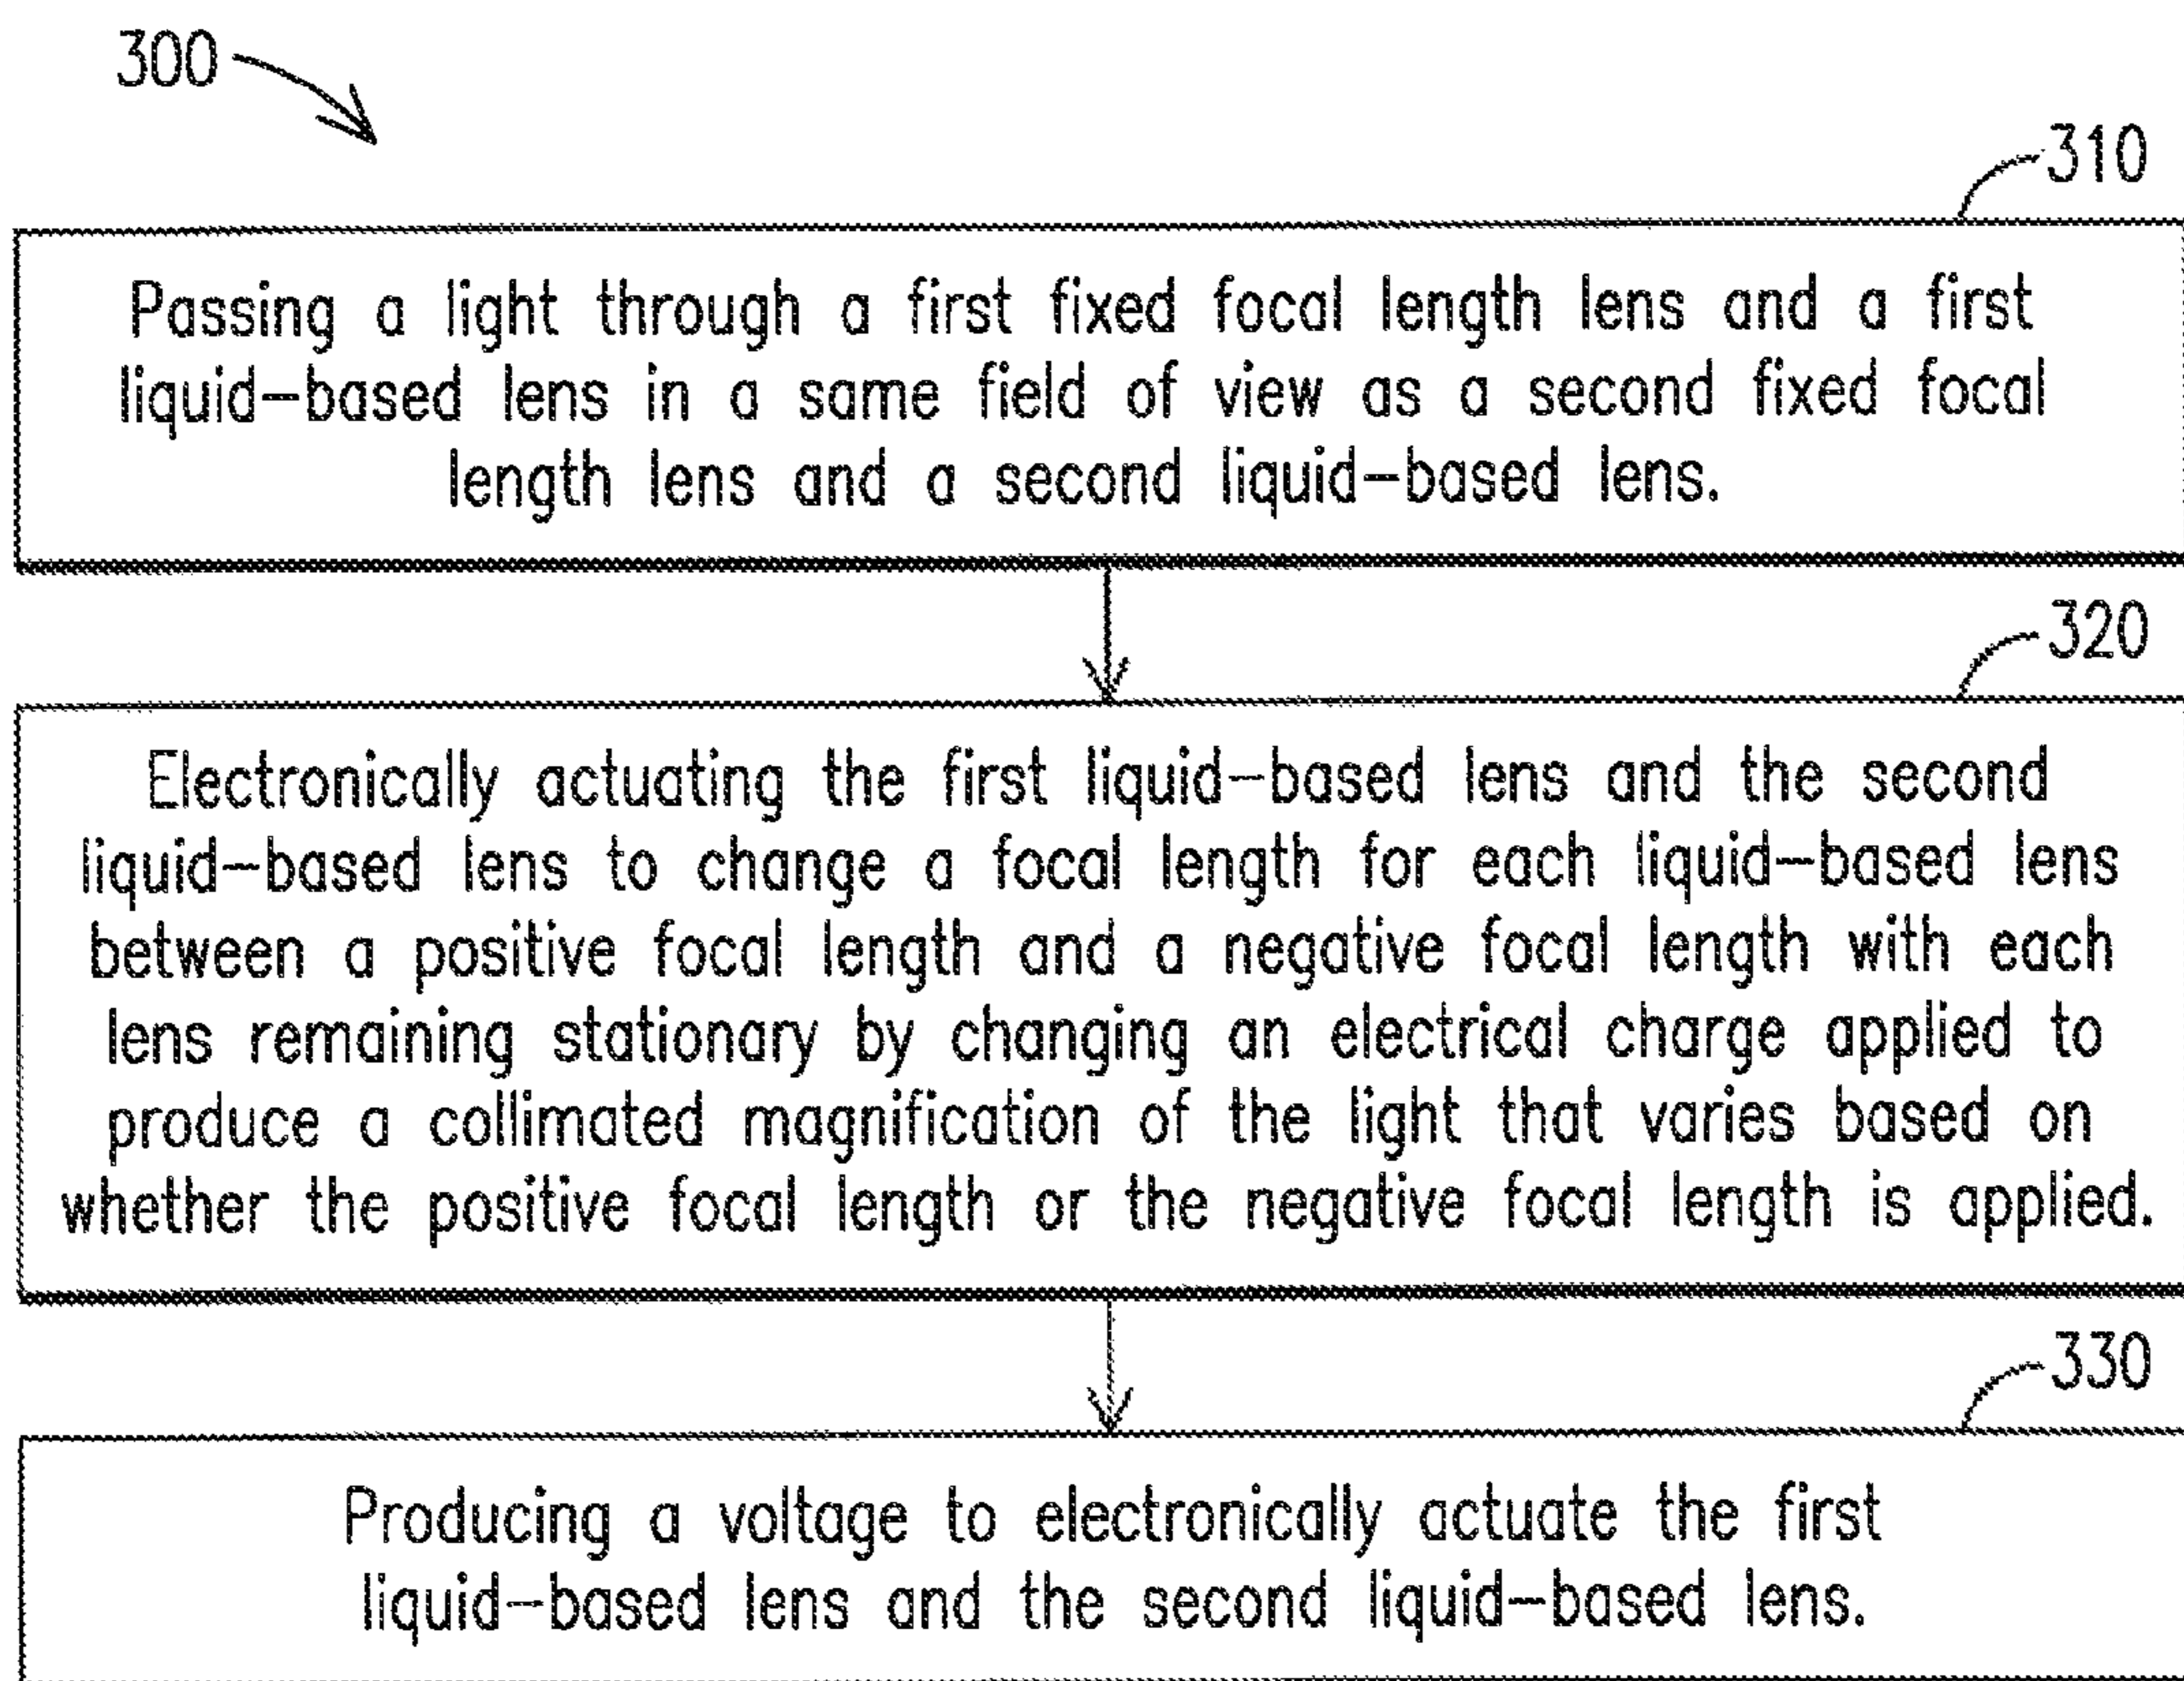 300
310
Passing a light through a first fixed focal length lens and a first
liquid-based lens in a same field of view as a second fixed focal
length lens and a second liquid-based lens.
320
Electronically actuating the first liquid-based lens and the second
liquid-based lens to change a focal length for each liquid-based lens
between a positive focal length and a negative focal length with each
lens remaining stationary by changing an electrical charge applied to
produce a collimated magnification of the light that varies based on
whether the positive focal length or the negative focal length is applied.
330
Producing a voltage to electronically actuate the first
liquid-based lens and the second liquid-based lens.